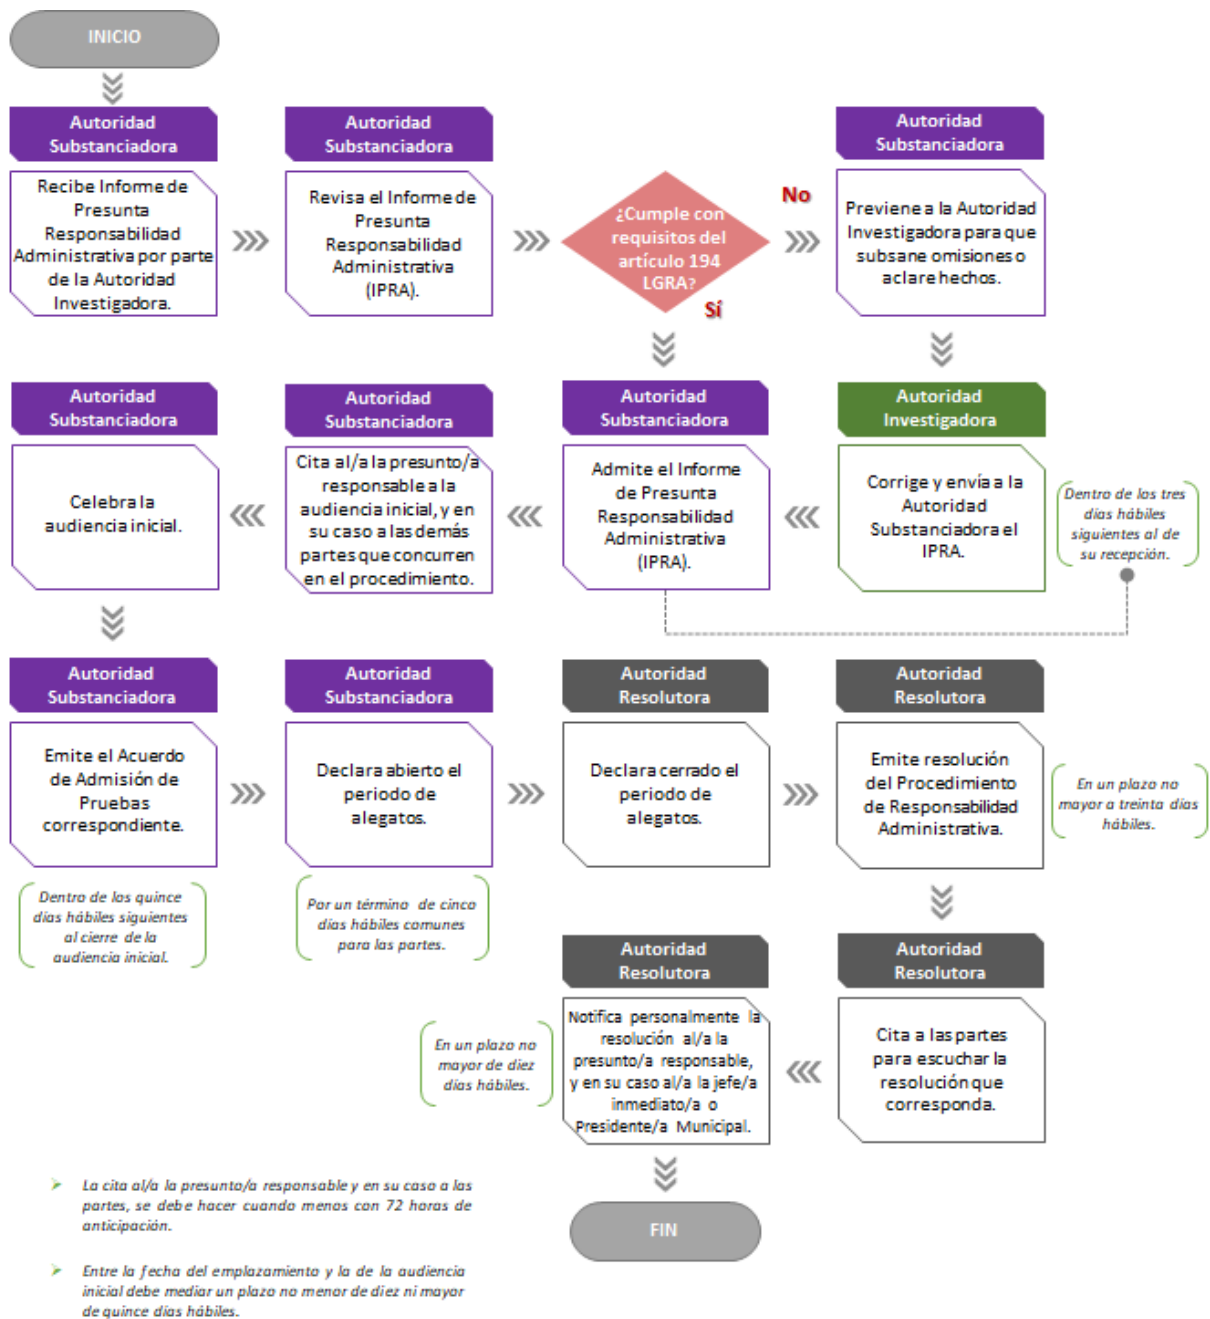 INICIO
Autoridad
Substanciadora
Recibe Informe de
Presunta
Responsabilidad
Administrativa por parte
de la Autoridad
Investigadora.
Autoridad
Substanciadora
Revisa el Informe de
Presunta
Responsabilidad
Administrativa
(IPRA).
¿Cumple con
requisitos del
artículo 194
LGRA?
No
Sí
Autoridad
Substanciadora
Previene a la Autoridad
Investigadora para que
subsane omisiones o
aclare hechos.
Autoridad
Investigadora
Corrige y envía a la
Autoridad
Substanciadora el
IPRA.
Dentro de los tres
días hábiles
siguientes al de
su recepción.
Autoridad
Substanciadora
Admite el Informe
de Presunta
Responsabilidad
Administrativa
(IPRA).
Autoridad
Substanciadora
Cita al/a la presunto/a
responsable a la
audiencia inicial, y en
su caso a las demás
partes que concurren
en el procedimiento.
Autoridad
Substanciadora
Celebra la
audiencia inicial.
Autoridad
Substanciadora
Emite el Acuerdo
de Admisión de
Pruebas
correspondiente.
Dentro de los quince
días hábiles siguientes
al cierre de la
audiencia inicial.
Autoridad
Substanciadora
Declara abierto el
periodo de
alegatos.
Por un término de cinco
días hábiles comunes
para las partes.
Autoridad
Resolutora
Declara cerrado el
periodo de
alegatos.
Autoridad
Resolutora
Emite resolución
del Procedimiento
de Responsabilidad
Administrativa.
En un plazo no
mayor a treinta días
hábiles.
Autoridad
Resolutora
Cita a las partes
para escuchar la
resolución que
corresponda.
Autoridad
Resolutora
Notifica personalmente la
resolución al/a la
presunto/a responsable,
y en su caso al/a la jefe/a
inmediato/a o
Presidente/a Municipal.
En un plazo no
mayor de diez
días hábiles.
FIN
La cita al/a la presunto/a responsable y en su caso a las
partes, se debe hacer cuando menos con 72 horas de
anticipación.
Entre la fecha del emplazamiento y la de la audiencia
inicial debe mediar un plazo no menor de diez ni mayor
de quince días hábiles.